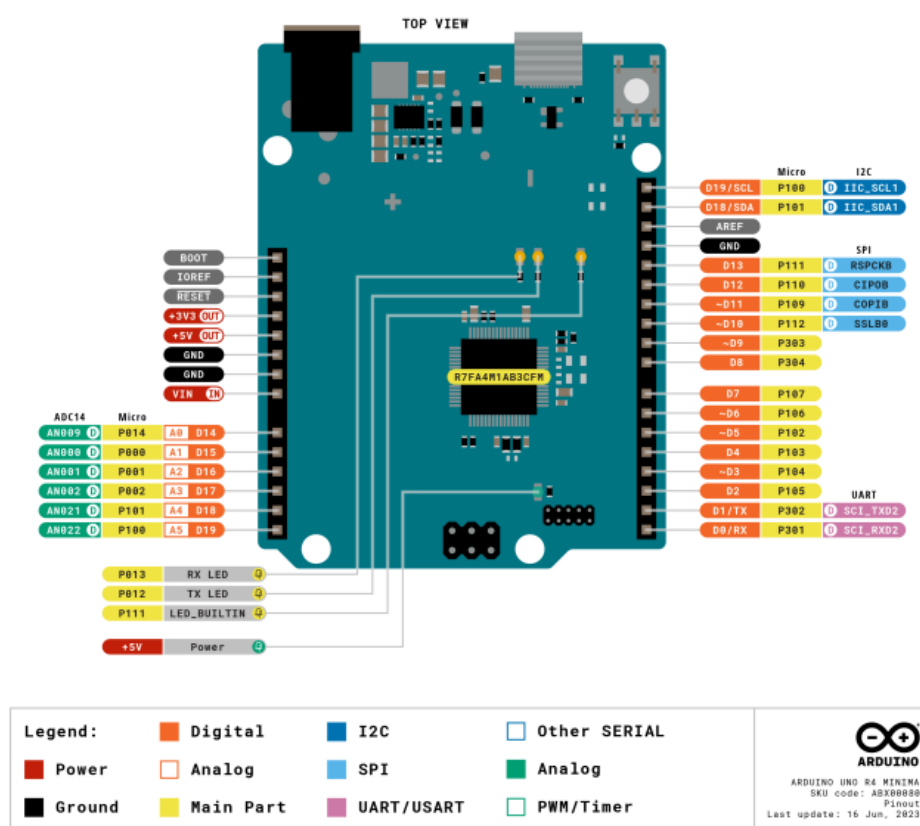 TOP VIEW
Micro I2C
D19/SCL P100 D IIC_SCL1
D18/SDA P101 D IIC_SDA1
AREF
GND
SPI
D13 P111 D RSPCKB
D12 P110 D CIPOB
~D11 P109 D COPIB
~D10 P112 D SSLB0
~D9 P303
D8 P304
D7 P107
~D6 P106
~D5 P102
D4 P103
~D3 P104
D2 P105
UART
D1/TX P302 D SCI_TXD2
D0/RX P301 D SCI_RXD2
BOOT
IOREF
RESET
+3V3 OUT
+5V OUT
GND
GND
VIN IN
R7FA4M1AB3CFM
ADC14 Micro
AN009 D P014 A0 D14
AN000 D P000 A1 D15
AN001 D P001 A2 D16
AN002 D P002 A3 D17
AN021 D P101 A4 D18
AN022 D P100 A5 D19
P013 RX LED
P012 TX LED
P111 LED_BUILTIN
+5V Power
Legend:
Digital
I2C
Other SERIAL
Power
Analog
SPI
Analog
Ground
Main Part
UART/USART
PWM/Timer
ARDUINO
ARDUINO UNO R4 MINIMA
SKU code: ABX00080
Pinout
Last update: 16 Jun, 2023